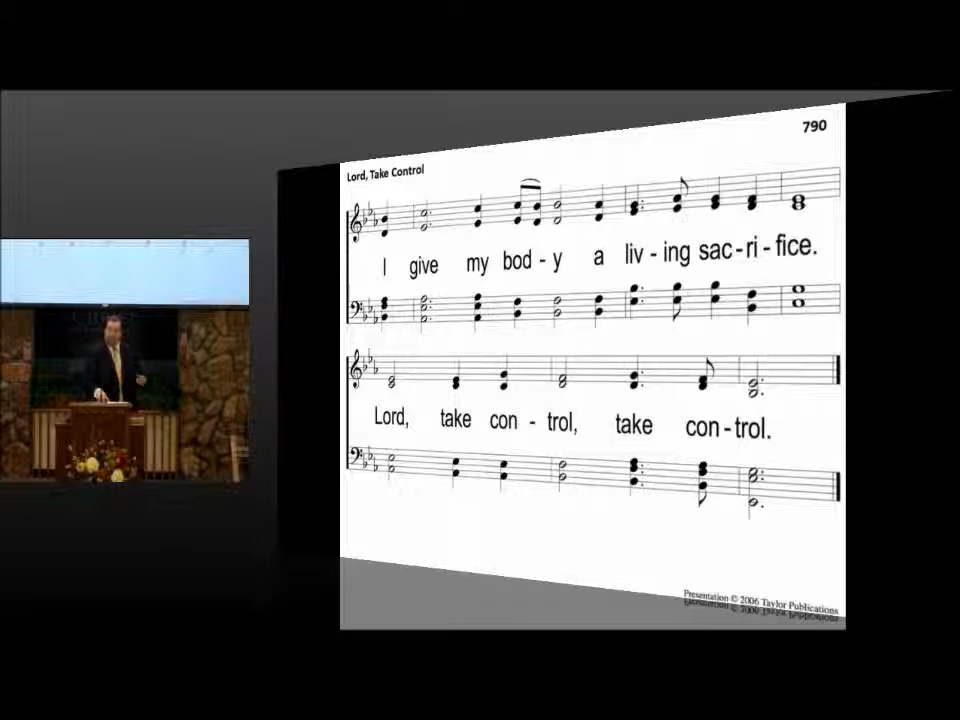 790
Lord, Take Control
I give my bod - y a liv - ing sac - ri - fice.
Lord, take con - trol, take con - trol.
Presentation © 2006 Taylor Publications